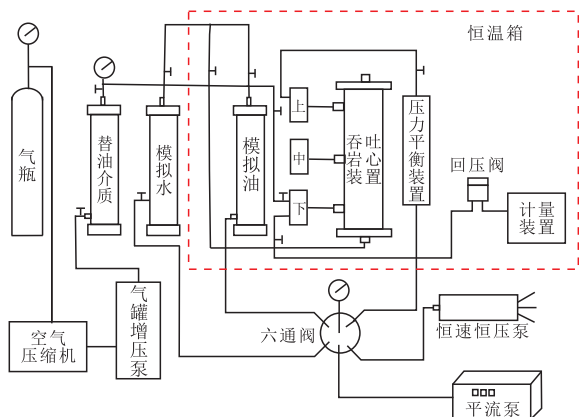 恒温箱
气
瓶
替
油
介
质
模
拟
水
模
拟
油
上
中
下
吞吐
岩心
装置
压
力
平
衡
装
置
回压阀
计量
装置
空气
压缩机
气
罐
增
压
泵
六通阀
恒速恒压泵
平流泵